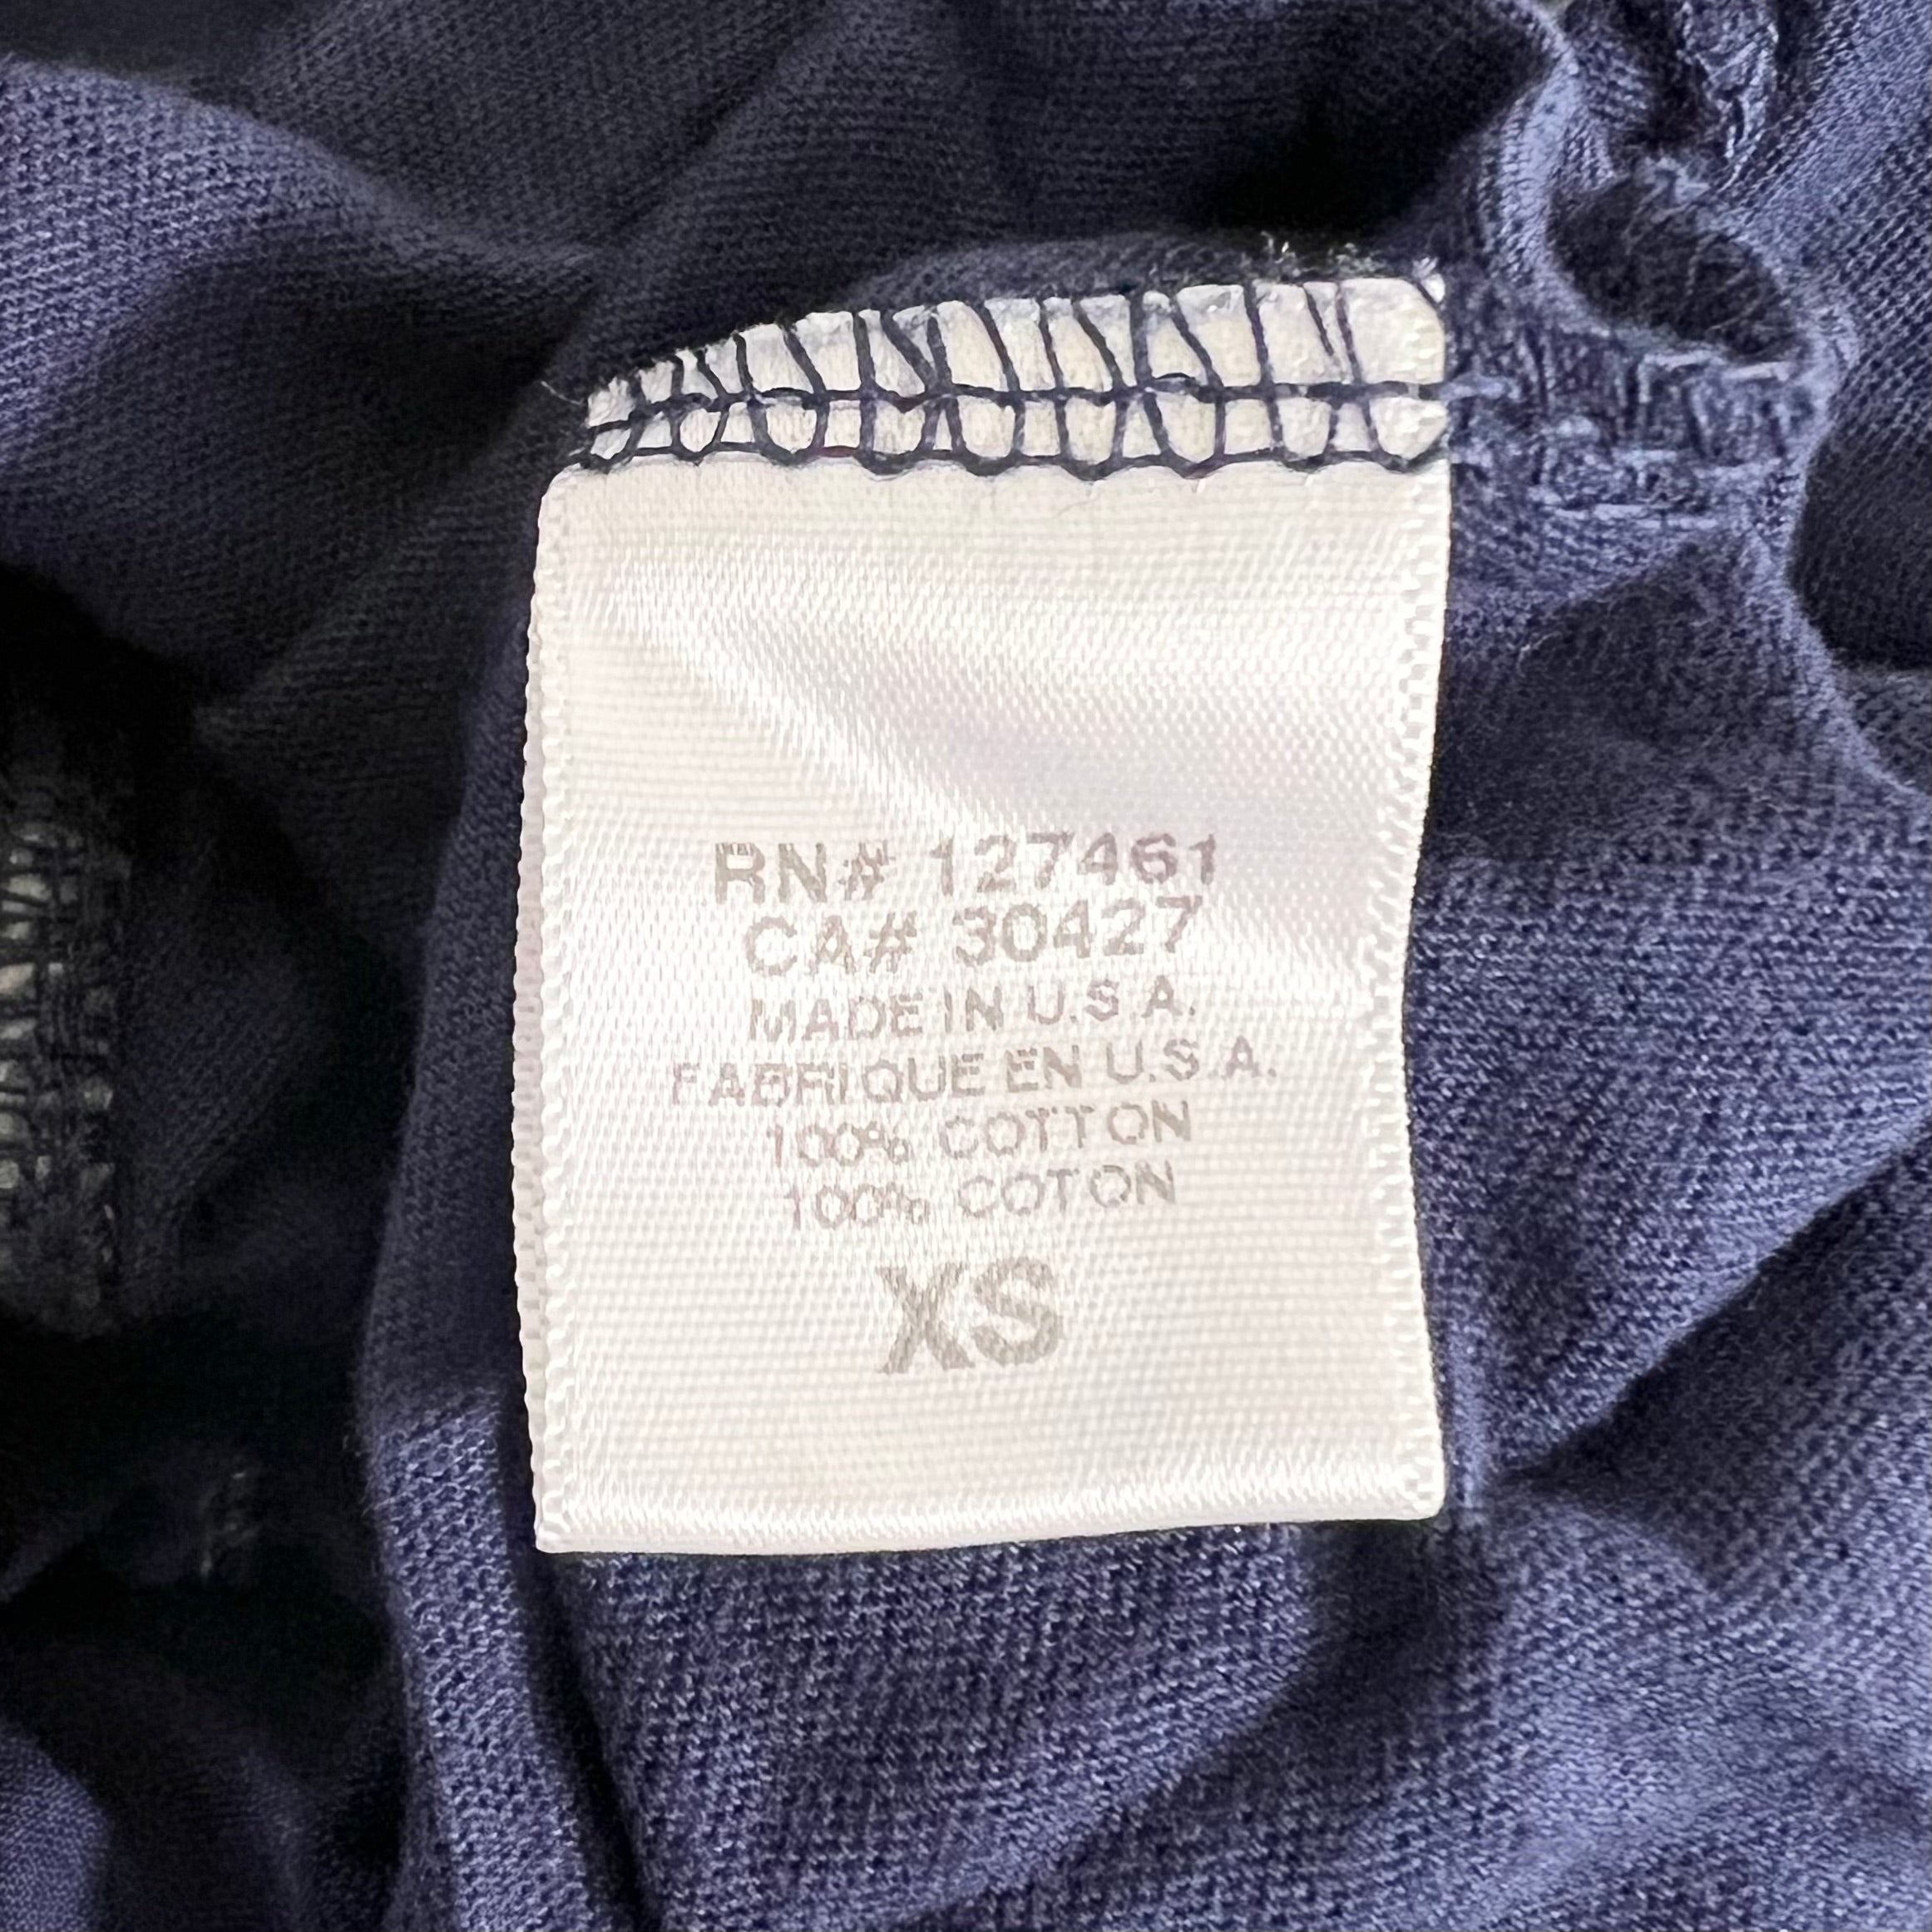 RN# 127461
CA# 30427
MADE IN U.S.A.
FABRIQUE EN U.S.A.
100% COTTON
100% COTON
XS